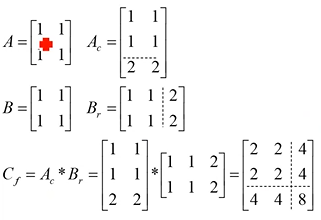 A = [1 1 1 1] A_c = [1 1 1 1 2 2]
B = [1 1 1 1] B_r = [1 1 2 1 1 2]
C_f = A_c * B_r = [1 1 1 1 2 2] * [1 1 2 1 1 2] = [2 2 4 2 2 4 4 4 8]